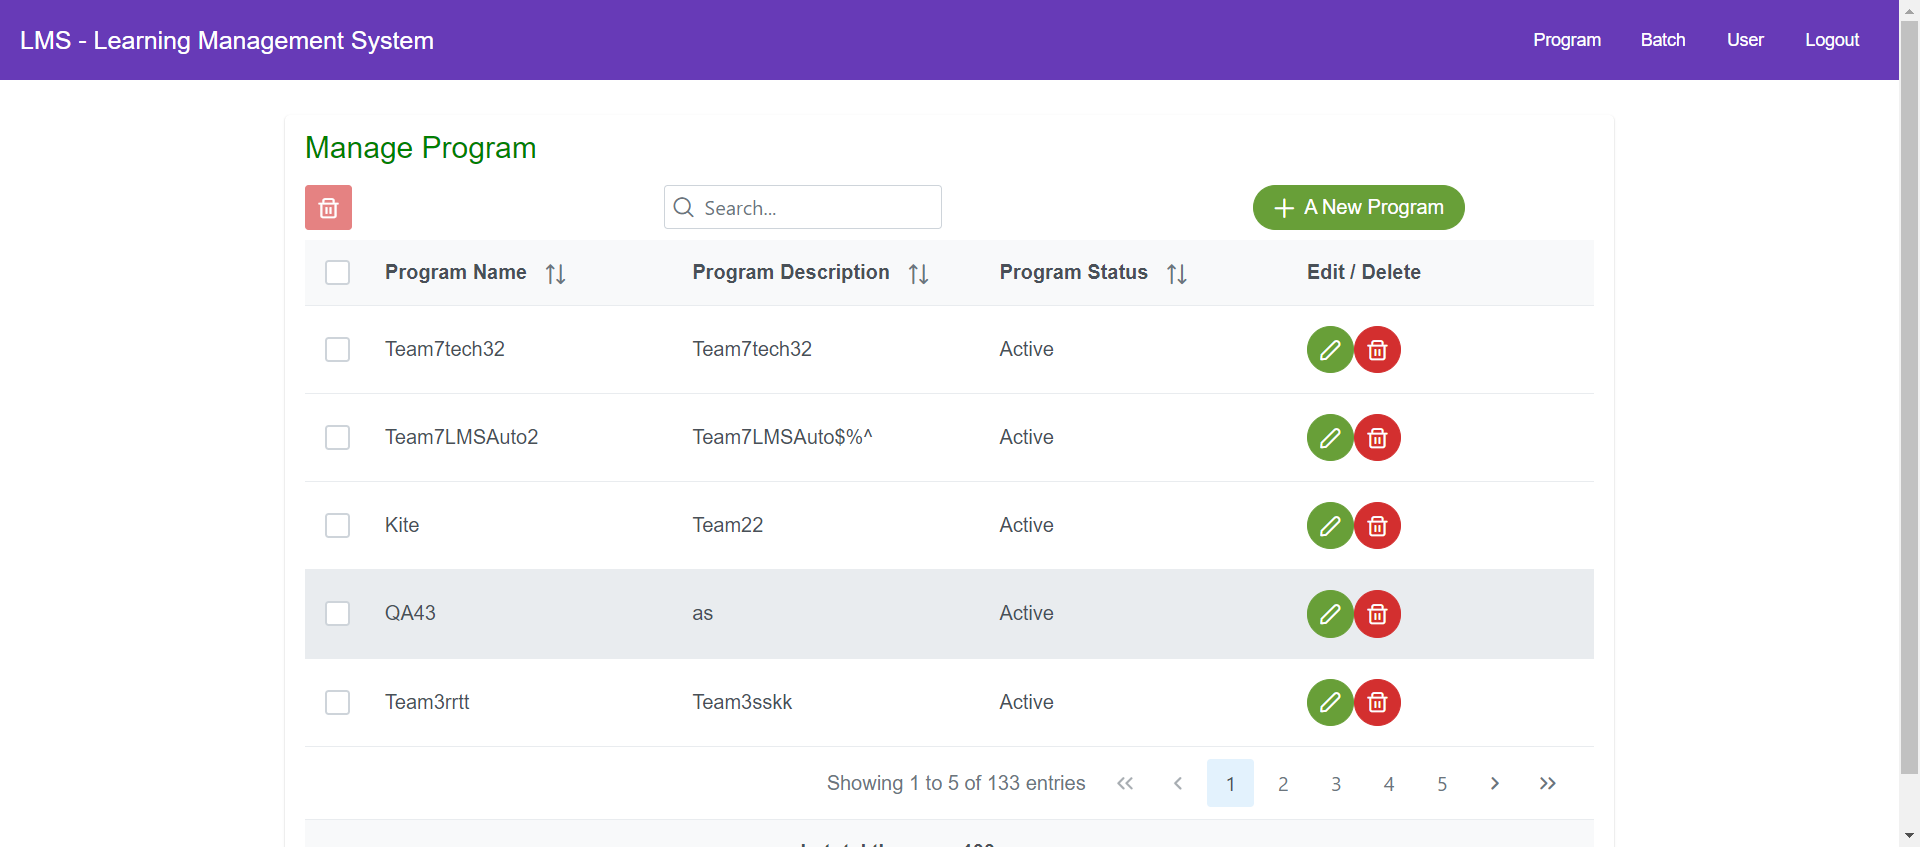 LMS - Learning Management System
Program Batch User Logout
Manage Program
Search...
A New Program
Program Name Program Description Program Status Edit / Delete
Team7tech32 Team7tech32 Active
Team7LMSAuto2 Team7LMSAuto$%^ Active
Kite Team22 Active
QA43 as Active
Team3rrtt Team3sskk Active
Showing 1 to 5 of 133 entries << < 1 2 3 4 5 > >>